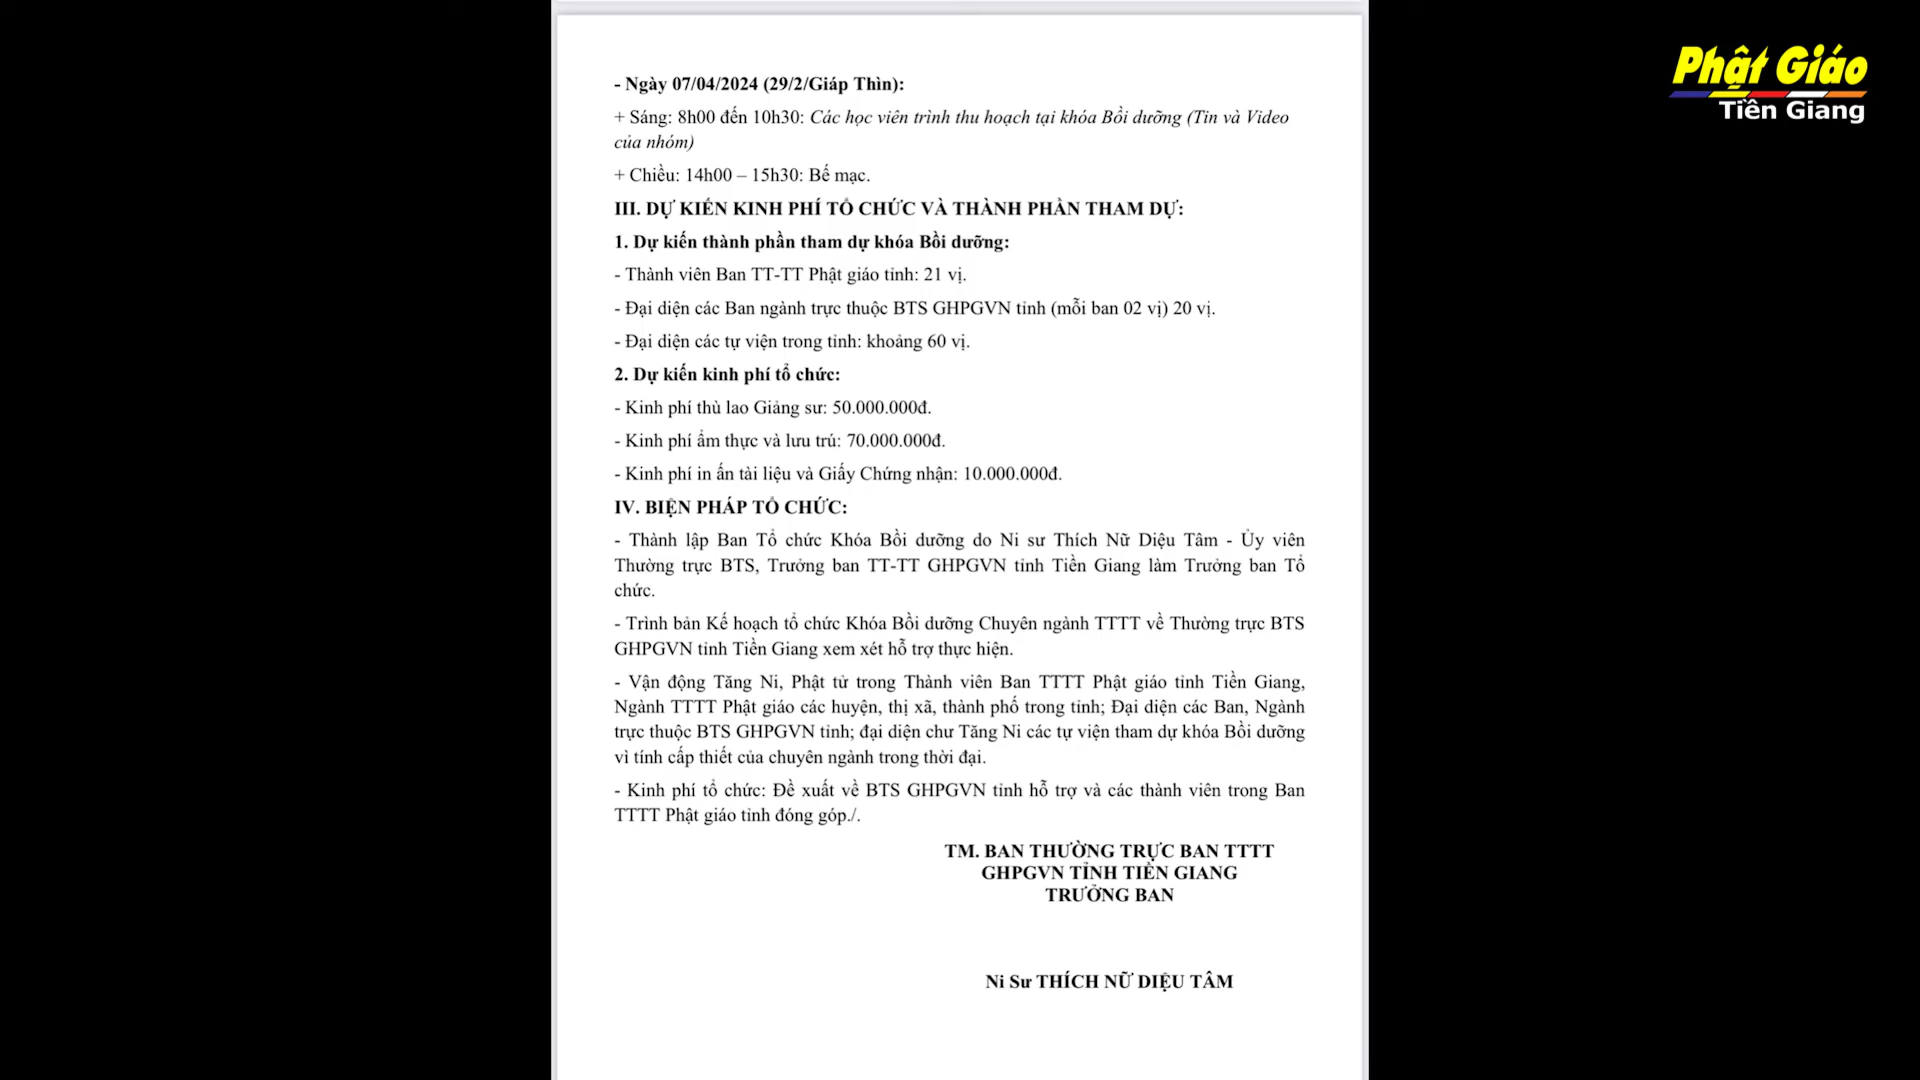 - Ngày 07/04/2024 (29/2/Giáp Thìn):
+ Sáng: 8h00 đến 10h30: Các học viên trình thu hoạch tại khóa Bồi dưỡng (Tin và Video
của nhóm)
+ Chiều: 14h00 – 15h30: Bế mạc.
III. DỰ KIẾN KINH PHÍ TỔ CHỨC VÀ THÀNH PHẦN THAM DỰ:
1. Dự kiến thành phần tham dự khóa Bồi dưỡng:
- Thành viên Ban TT-TT Phật giáo tỉnh: 21 vị.
- Đại diện các Ban ngành trực thuộc BTS GHPGVN tỉnh (mỗi ban 02 vị) 20 vị.
- Đại diện các tự viện trong tỉnh: khoảng 60 vị.
2. Dự kiến kinh phí tổ chức:
- Kinh phí thù lao Giảng sư: 50.000.000đ.
- Kinh phí ẩm thực và lưu trú: 70.000.000đ.
- Kinh phí in ấn tài liệu và Giấy Chứng nhận: 10.000.000đ.
IV. BIỆN PHÁP TỔ CHỨC:
- Thành lập Ban Tổ chức Khóa Bồi dưỡng do Ni sư Thích Nữ Diệu Tâm - Ủy viên
Thường trực BTS, Trưởng ban TT-TT GHPGVN tỉnh Tiền Giang làm Trưởng ban Tổ
chức.
- Trình bản Kế hoạch tổ chức Khóa Bồi dưỡng Chuyên ngành TTTT về Thường trực BTS
GHPGVN tỉnh Tiền Giang xem xét hỗ trợ thực hiện.
- Vận động Tăng Ni, Phật tử trong Thành viên Ban TTTT Phật giáo tỉnh Tiền Giang,
Ngành TTTT Phật giáo các huyện, thị xã, thành phố trong tỉnh; Đại diện các Ban, Ngành
trực thuộc BTS GHPGVN tỉnh; đại diện chư Tăng Ni các tự viện tham dự khóa Bồi dưỡng
vì tính cấp thiết của chuyên ngành trong thời đại.
- Kinh phí tổ chức: Đề xuất về BTS GHPGVN tỉnh hỗ trợ và các thành viên trong Ban
TTTT Phật giáo tỉnh đóng góp./.
TM. BAN THƯỜNG TRỰC BAN TTTT
GHPGVN TỈNH TIỀN GIANG
TRƯỞNG BAN
Ni Sư THÍCH NỮ DIỆU TÂM
Phật Giáo
Tiền Giang